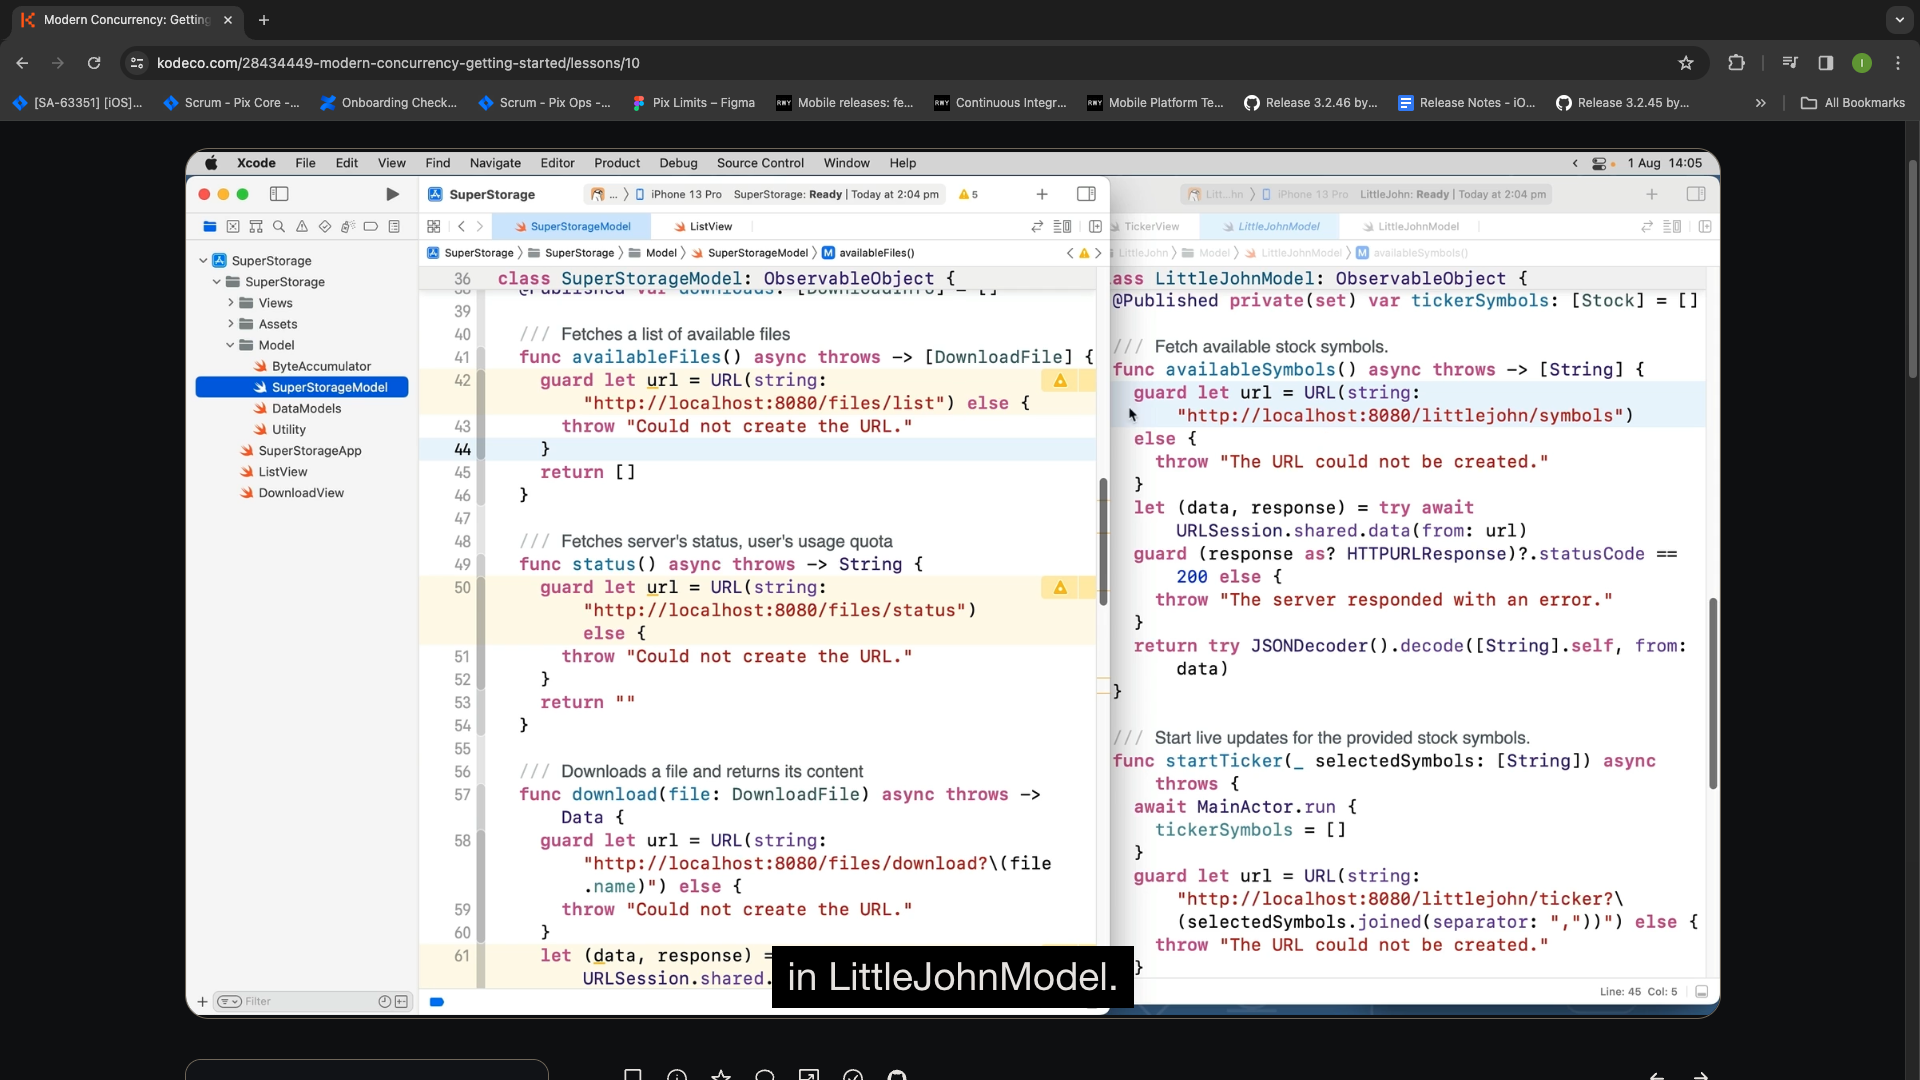 Modern Concurrency: Getting
kodeco.com/28434449-modern-concurrency-getting-started/lessons/10
[SA-63351] [iOS]...
Scrum - Pix Core -...
Onboarding Check...
Scrum - Pix Ops -...
Pix Limits – Figma
Mobile releases: fe...
Continuous Integr...
Mobile Platform Te...
Release 3.2.46 by...
Release Notes - iO...
Release 3.2.45 by...
All Bookmarks
Xcode File Edit View Find Navigate Editor Product Debug Source Control Window Help
1 Aug 14:05
SuperStorage
... iPhone 13 Pro SuperStorage: Ready | Today at 2:04 pm
5
Litt...hn iPhone 13 Pro LittleJohn: Ready | Today at 2:04 pm
SuperStorageModel
ListView
TickerView
LittleJohnModel
LittleJohnModel
SuperStorage SuperStorage Model SuperStorageModel availableFiles()
LittleJohn Model LittleJohnModel availableSymbols()
SuperStorage
SuperStorage
Views
Assets
Model
ByteAccumulator
SuperStorageModel
DataModels
Utility
SuperStorageApp
ListView
DownloadView
Filter
36 class SuperStorageModel: ObservableObject {
@Published var downloads: [DownloadInfo] = []
39
40 /// Fetches a list of available files
41 func availableFiles() async throws -> [DownloadFile] {
42 guard let url = URL(string:
"http://localhost:8080/files/list") else {
43 throw "Could not create the URL."
44 }
45 return []
46 }
47
48 /// Fetches server's status, user's usage quota
49 func status() async throws -> String {
50 guard let url = URL(string:
"http://localhost:8080/files/status")
else {
51 throw "Could not create the URL."
52 }
53 return ""
54 }
55
56 /// Downloads a file and returns its content
57 func download(file: DownloadFile) async throws ->
Data {
58 guard let url = URL(string:
"http://localhost:8080/files/download?\(file
.name)") else {
59 throw "Could not create the URL."
60 }
61 let (data, response) =
URLSession.shared.
ass LittleJohnModel: ObservableObject {
@Published private(set) var tickerSymbols: [Stock] = []
/// Fetch available stock symbols.
func availableSymbols() async throws -> [String] {
guard let url = URL(string:
"http://localhost:8080/littlejohn/symbols")
else {
throw "The URL could not be created."
}
let (data, response) = try await
URLSession.shared.data(from: url)
guard (response as? HTTPURLResponse)?.statusCode ==
200 else {
throw "The server responded with an error."
}
return try JSONDecoder().decode([String].self, from:
data)
}
/// Start live updates for the provided stock symbols.
func startTicker(_ selectedSymbols: [String]) async
throws {
await MainActor.run {
tickerSymbols = []
}
guard let url = URL(string:
"http://localhost:8080/littlejohn/ticker?\
(selectedSymbols.joined(separator: ","))") else {
throw "The URL could not be created."
}
Line: 45 Col: 5
in LittleJohnModel.